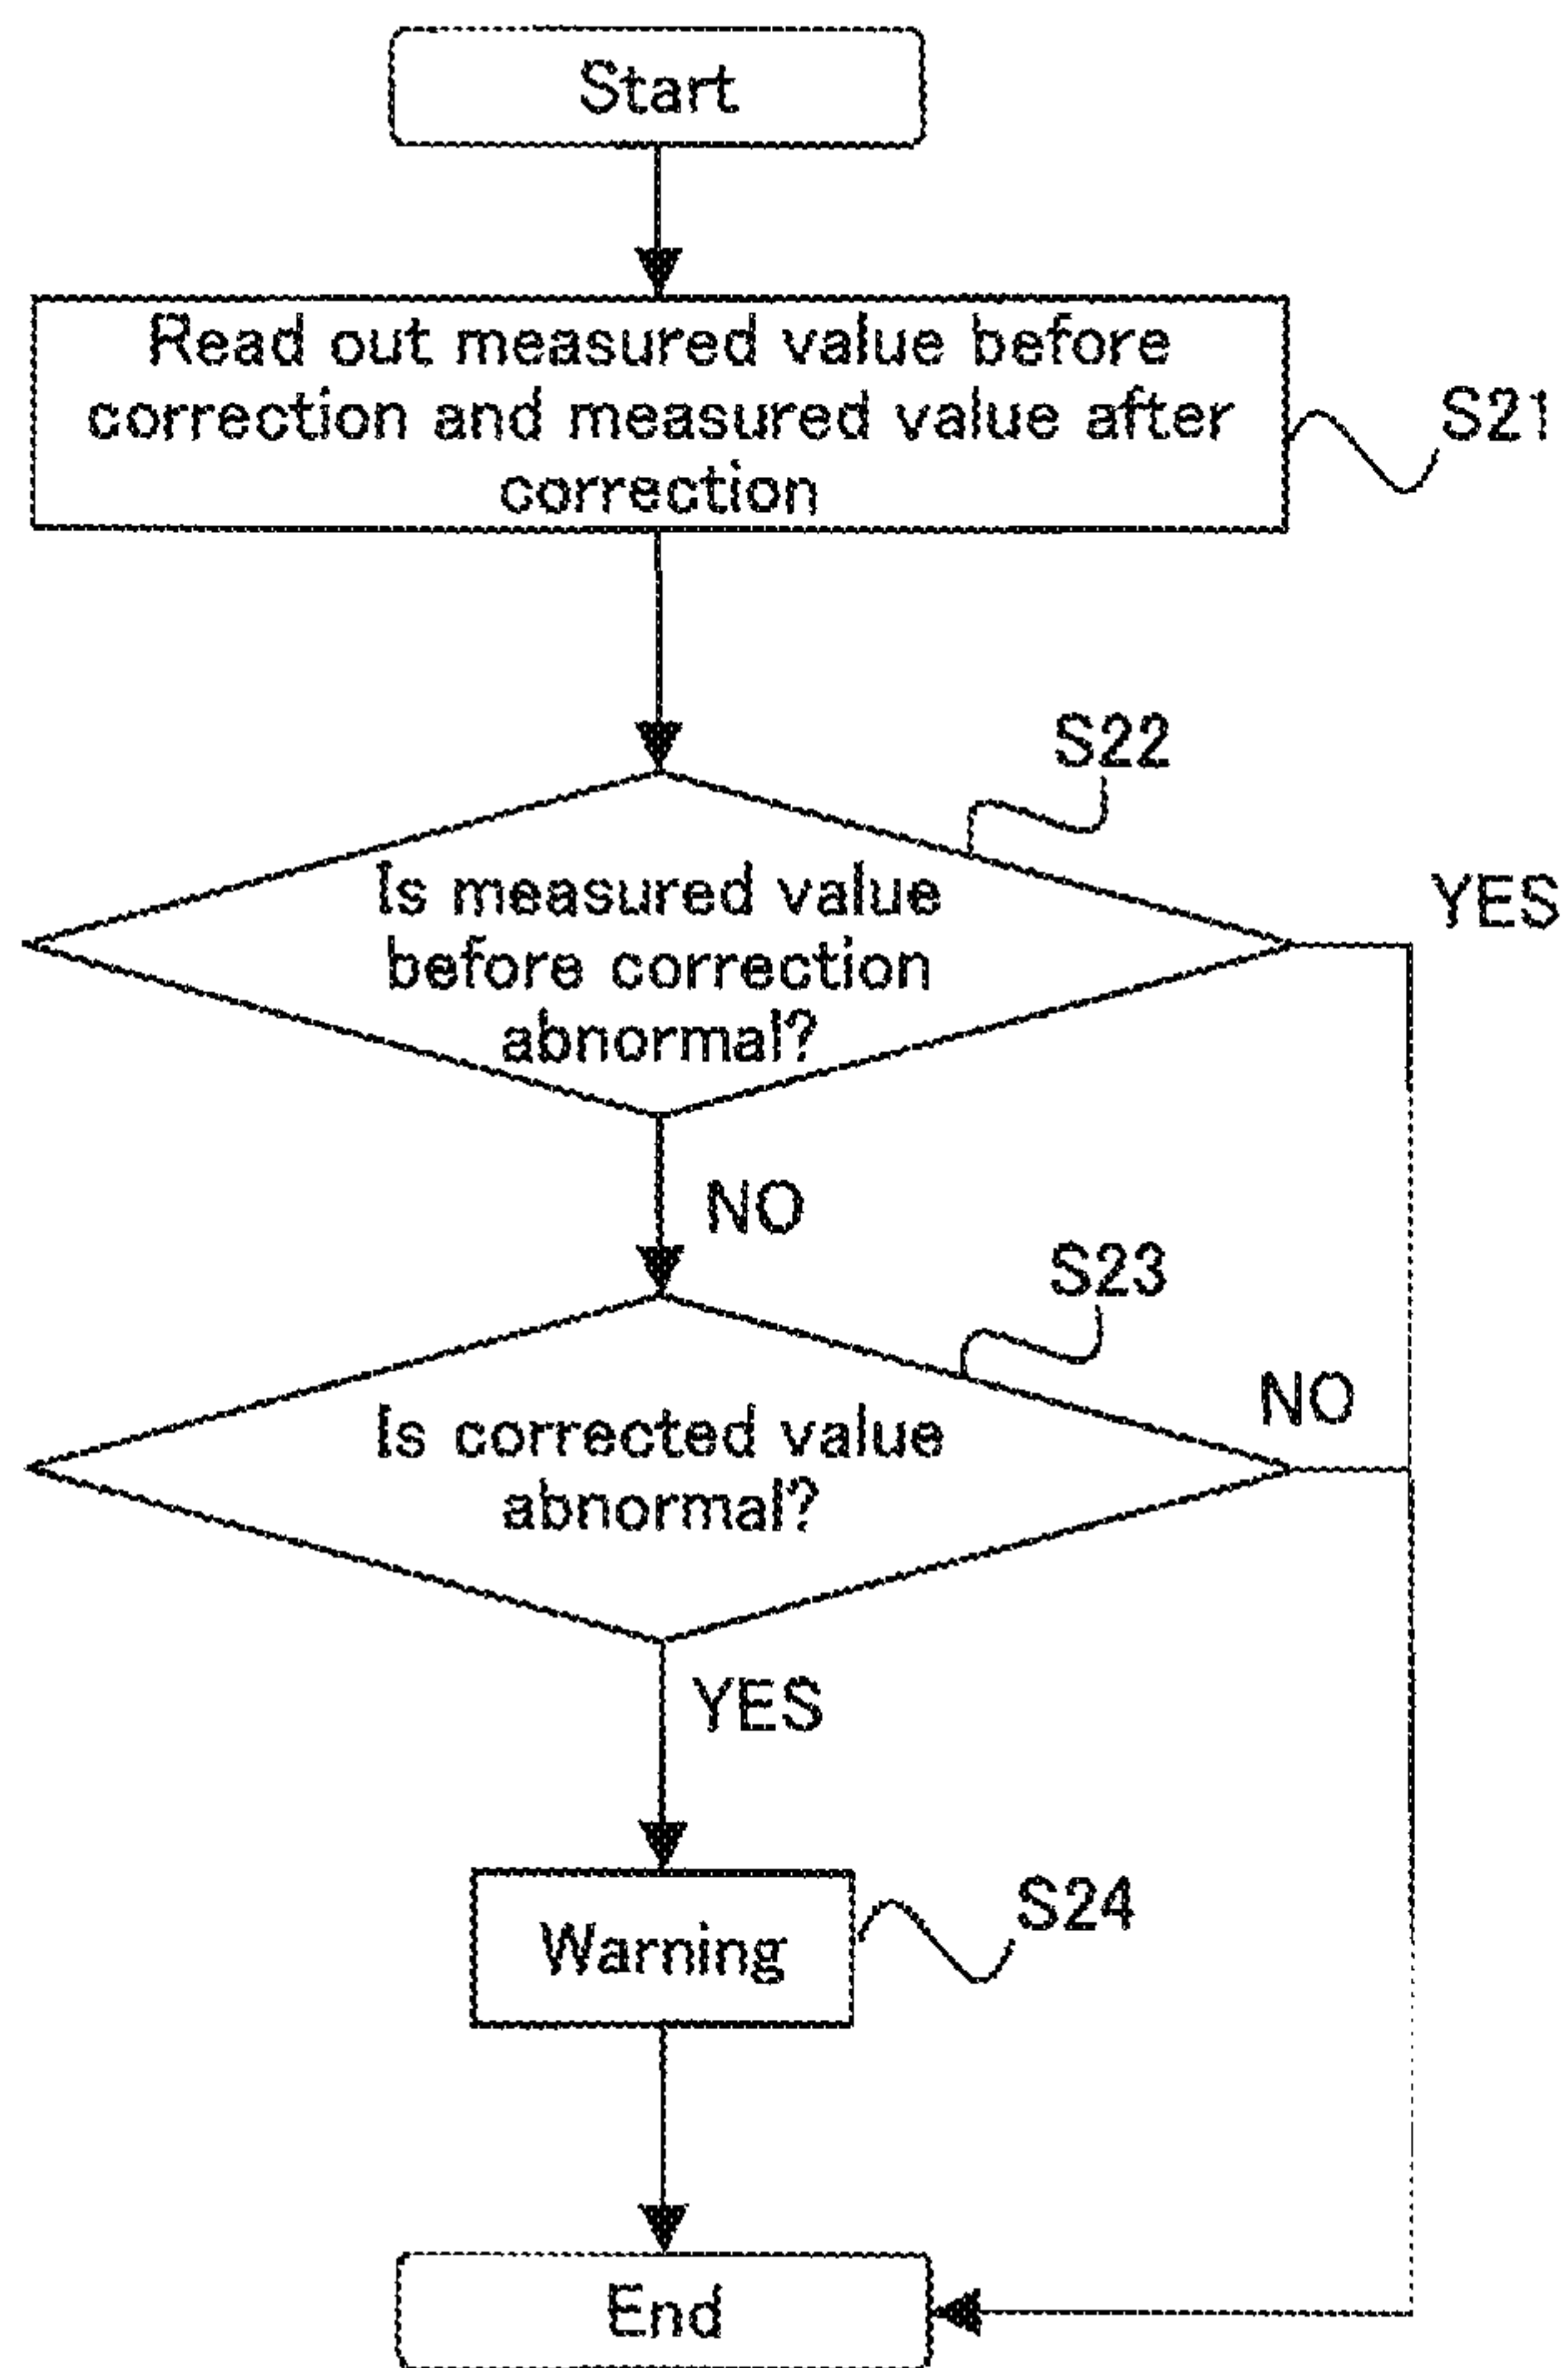 Start
Read out measured value before
correction and measured value after
correction
S21
S22
Is measured value
before correction
abnormal?
YES
NO
S23
Is corrected value
abnormal?
NO
YES
Warning
S24
End